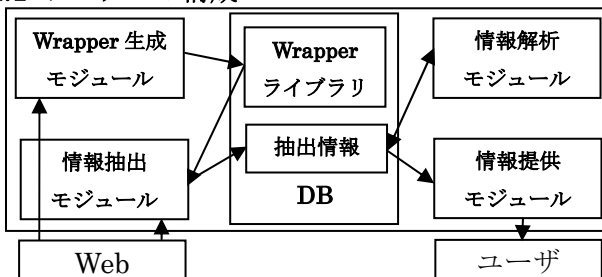 Wrapper 生成
モジュール
Wrapper
ライブラリ
情報解析
モジュール
情報抽出
モジュール
抽出情報
DB
情報提供
モジュール
Web
ユーザ